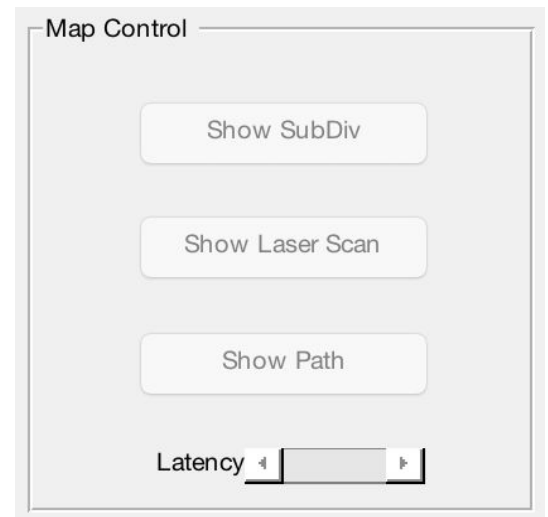 Map Control
Show SubDiv
Show Laser Scan
Show Path
Latency